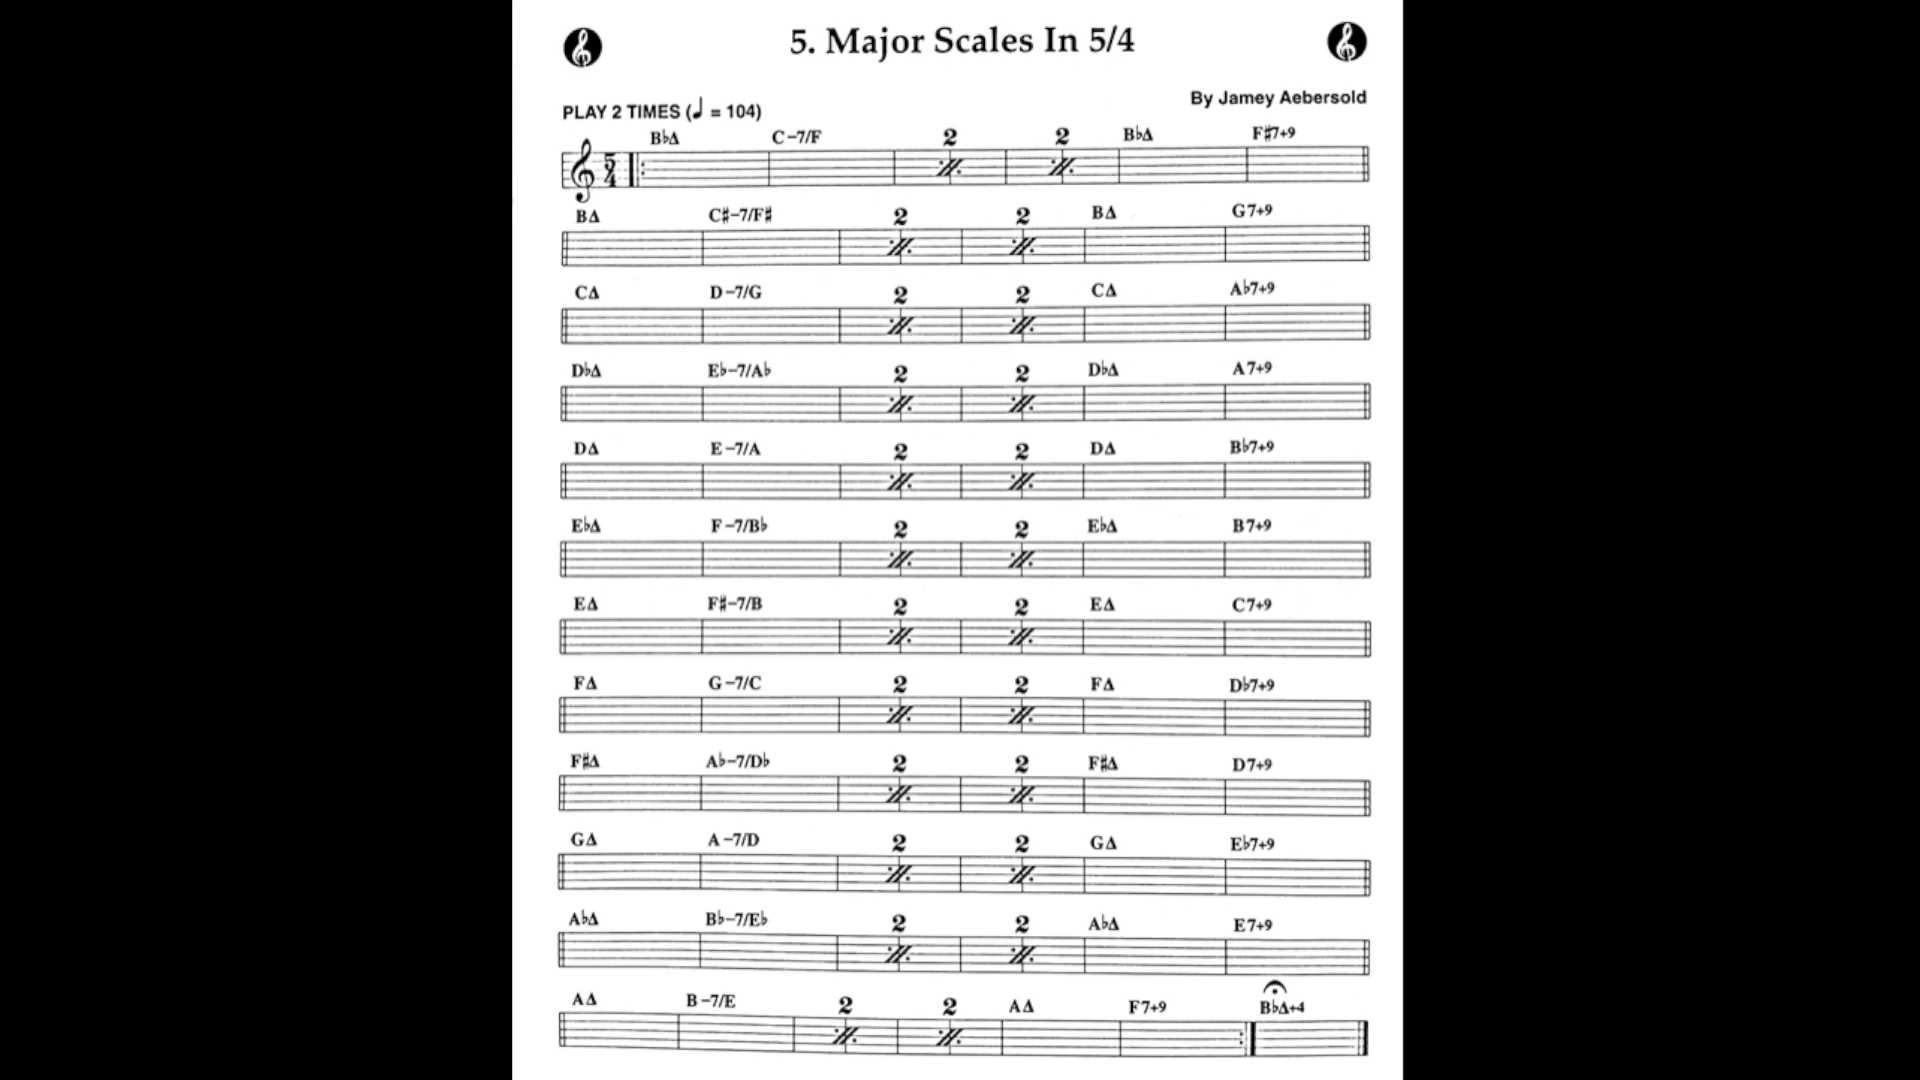 5. Major Scales In 5/4
By Jamey Aebersold
PLAY 2 TIMES (♩ = 104)
B♭Δ C–7/F 2 2 B♭Δ F♯7+9
5
4
BΔ C♯–7/F♯ 2 2 BΔ G7+9
CΔ D–7/G 2 2 CΔ A♭7+9
D♭Δ E♭–7/A♭ 2 2 D♭Δ A7+9
DΔ E–7/A 2 2 DΔ B♭7+9
E♭Δ F–7/B♭ 2 2 E♭Δ B7+9
EΔ F♯–7/B 2 2 EΔ C7+9
FΔ G–7/C 2 2 FΔ D♭7+9
F♯Δ A♭–7/D♭ 2 2 F♯Δ D7+9
GΔ A–7/D 2 2 GΔ E♭7+9
A♭Δ B♭–7/E♭ 2 2 A♭Δ E7+9
AΔ B–7/E 2 2 AΔ F7+9 B♭Δ+4